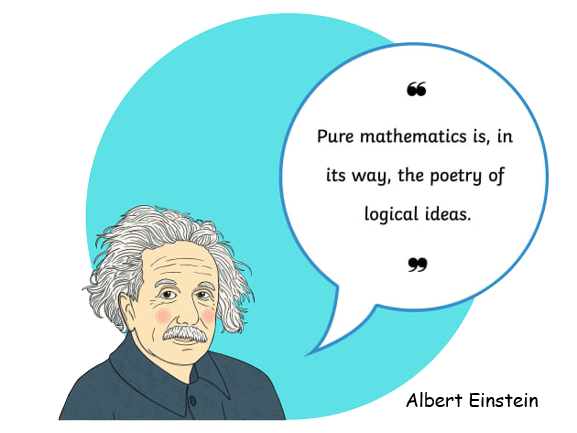 “
Pure mathematics is, in
its way, the poetry of
logical ideas.
”
Albert Einstein